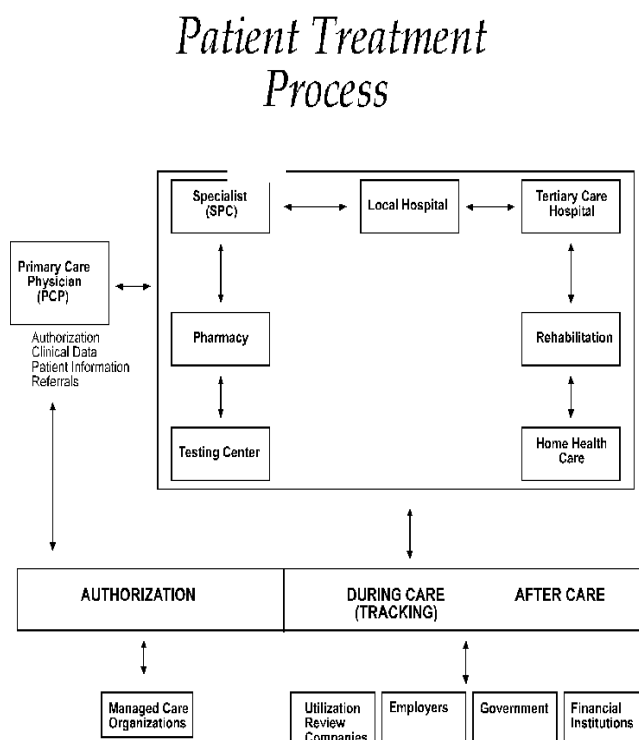 Patient Treatment
Process
Specialist
(SPC)
Local Hospital
Tertiary Care
Hospital
Primary Care
Physician
(PCP)
Authorization
Clinical Data
Patient Information
Referrals
Pharmacy
Rehabilitation
Testing Center
Home Health
Care
AUTHORIZATION
DURING CARE
(TRACKING)
AFTER CARE
Managed Care
Organizations
Utilization
Review
Companies
Employers
Government
Financial
Institutions